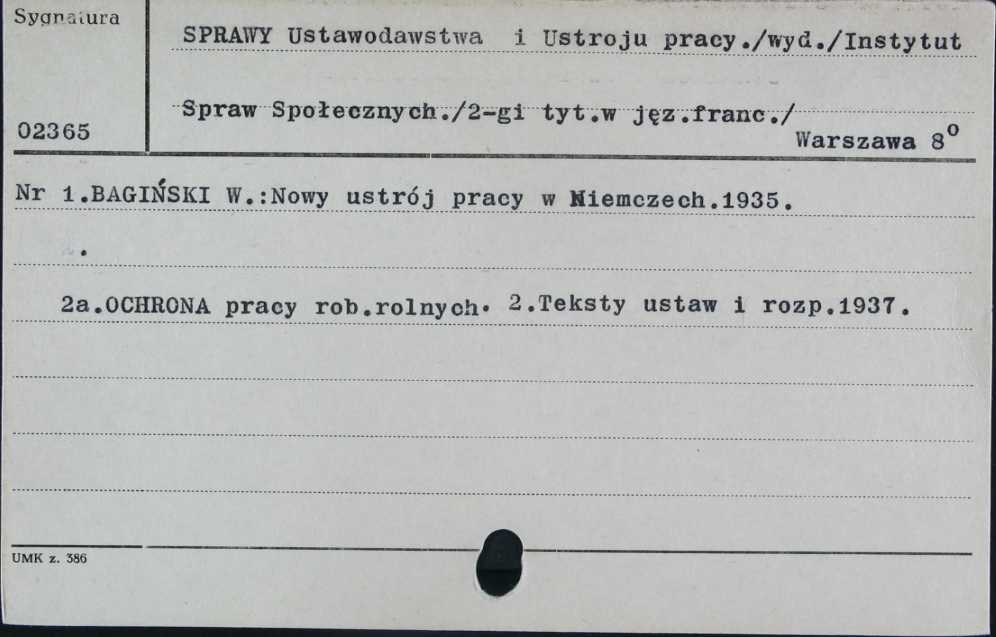 Sygnatura
SPRAWY Ustawodawstwa i Ustroju pracy./wyd./Instytut
Spraw Społecznych./2-gi tyt.w jęz.franc./
02365
Warszawa 8º
Nr 1.BAGIŃSKI W.:Nowy ustrój pracy w Niemczech.1935.
.
2a.OCHRONA pracy rob.rolnych. 2.Teksty ustaw i rozp.1937.
UMK z. 386